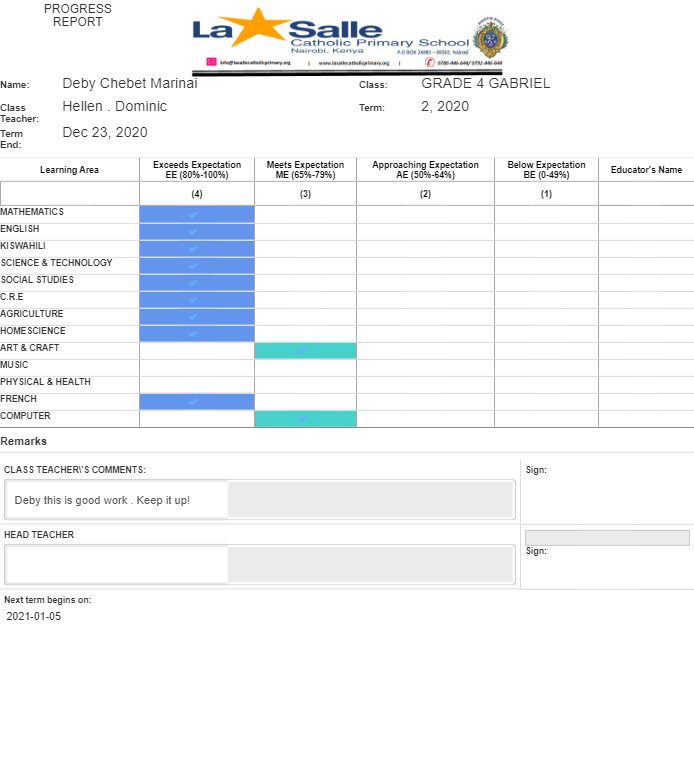 PROGRESS
REPORT
La Salle
Catholic Primary School
Nairobi, Kenya
P.O BOX 24083 – 00502, Nairobi
info@lasallecatholicprimary.org | www.lasallecatholicprimary.org | 0780-446-644/ 0792-446-644
Name: Deby Chebet Marinai Class: GRADE 4 GABRIEL
Class Teacher: Hellen . Dominic Term: 2, 2020
Term End: Dec 23, 2020
Learning Area Exceeds Expectation EE (80%-100%) Meets Expectation ME (65%-79%) Approaching Expectation AE (50%-64%) Below Expectation BE (0-49%) Educator's Name
(4) (3) (2) (1)
MATHEMATICS
ENGLISH
KISWAHILI
SCIENCE & TECHNOLOGY
SOCIAL STUDIES
C.R.E
AGRICULTURE
HOMESCIENCE
ART & CRAFT
MUSIC
PHYSICAL & HEALTH
FRENCH
COMPUTER
Remarks
CLASS TEACHER\'S COMMENTS: Sign:
Deby this is good work . Keep it up!
HEAD TEACHER
Sign:
Next term begins on:
2021-01-05